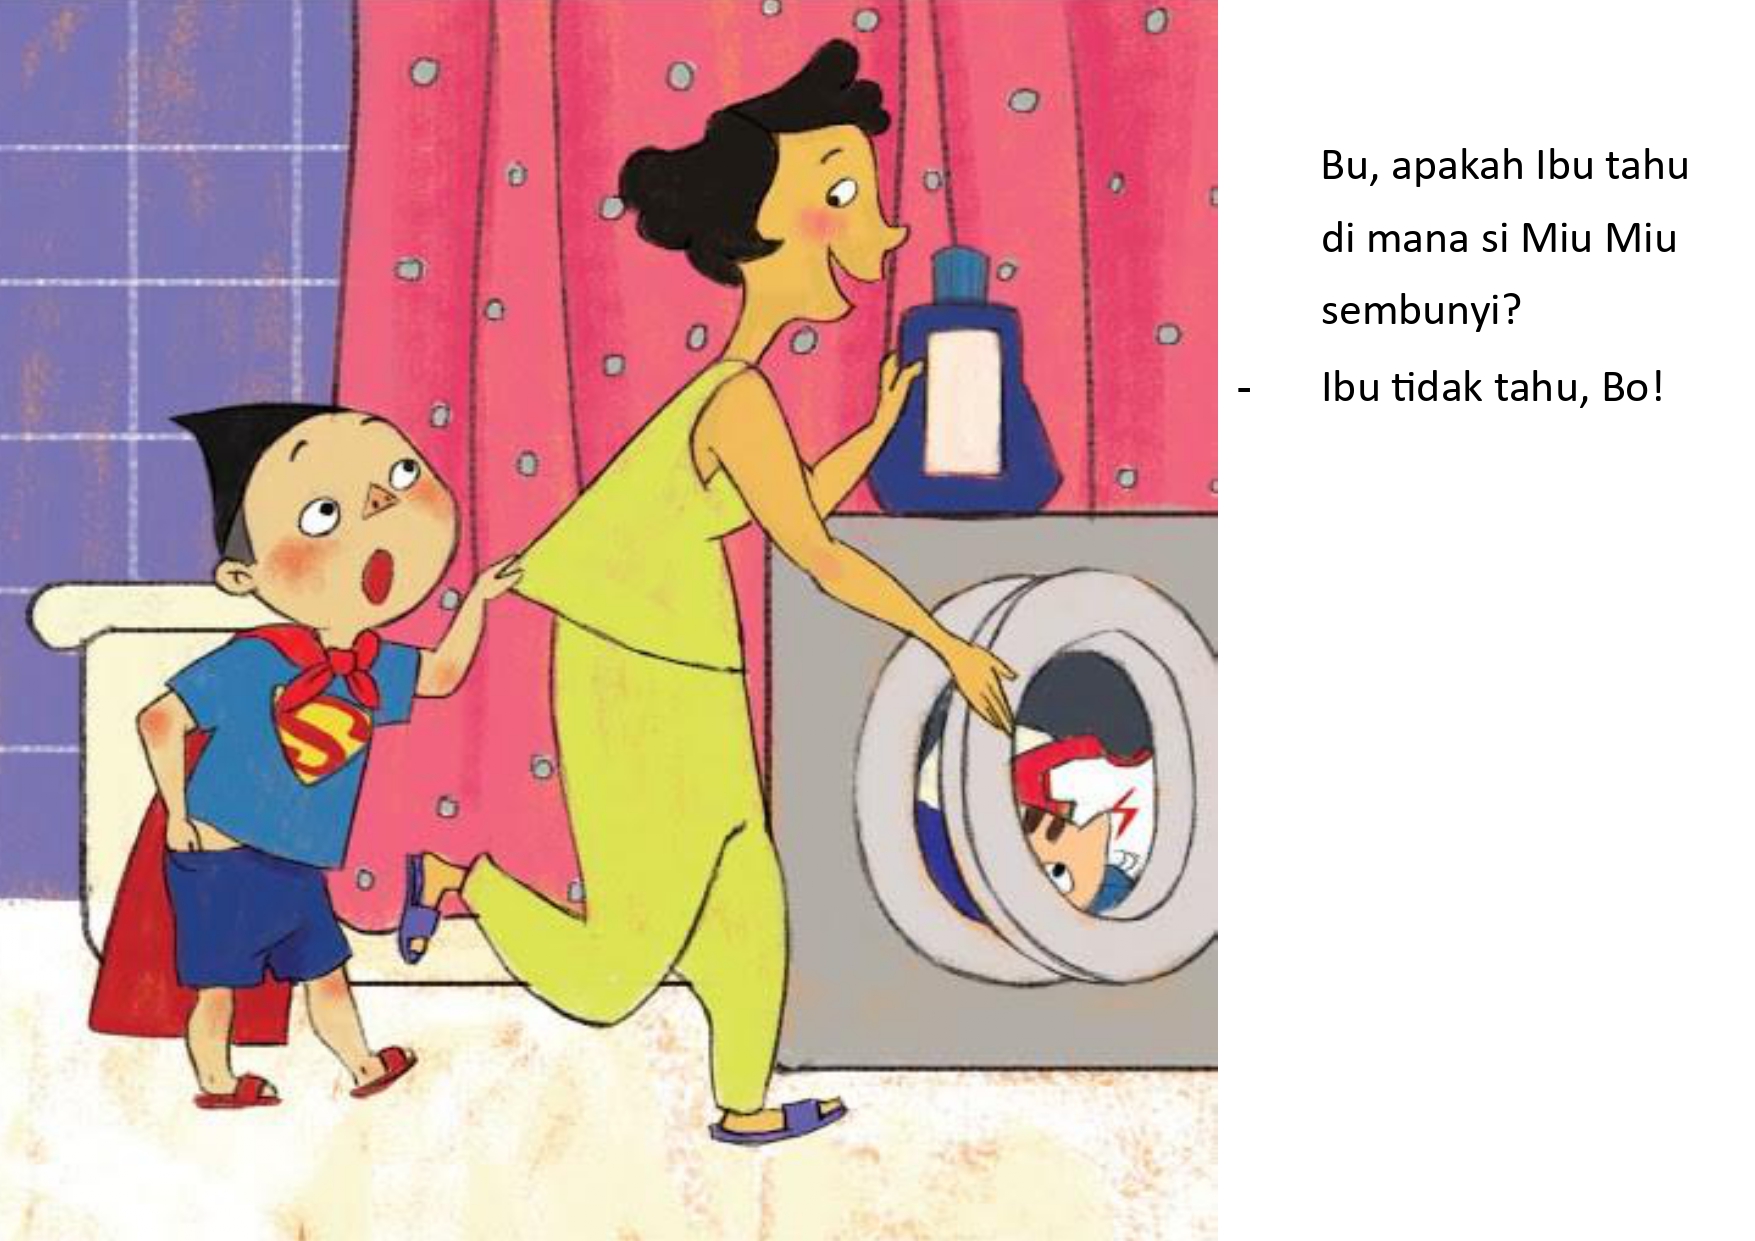 Bu, apakah Ibu tahu
di mana si Miu Miu
sembunyi?
- Ibu tidak tahu, Bo!